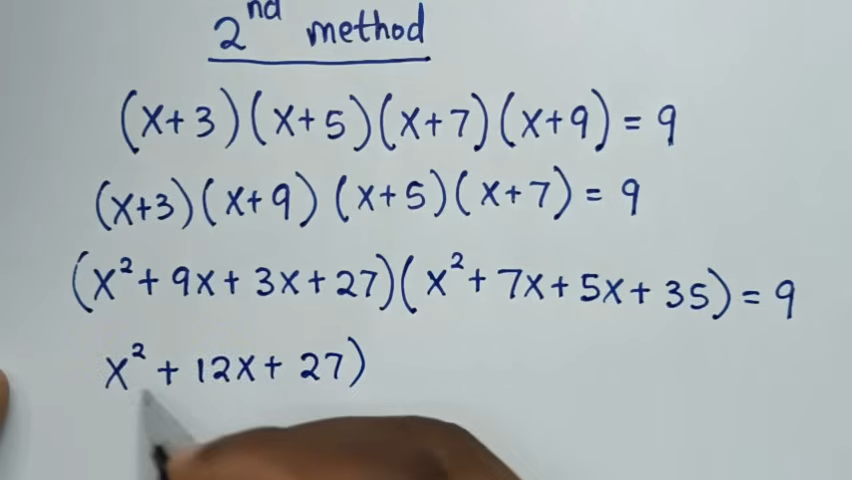 2nd method
(x+3)(x+5)(x+7)(x+9) = 9
(x+3)(x+9) (x+5)(x+7) = 9
(x²+ 9x+ 3x+27)(x²+ 7x+5x+ 35) = 9
x² + 12x+ 27)